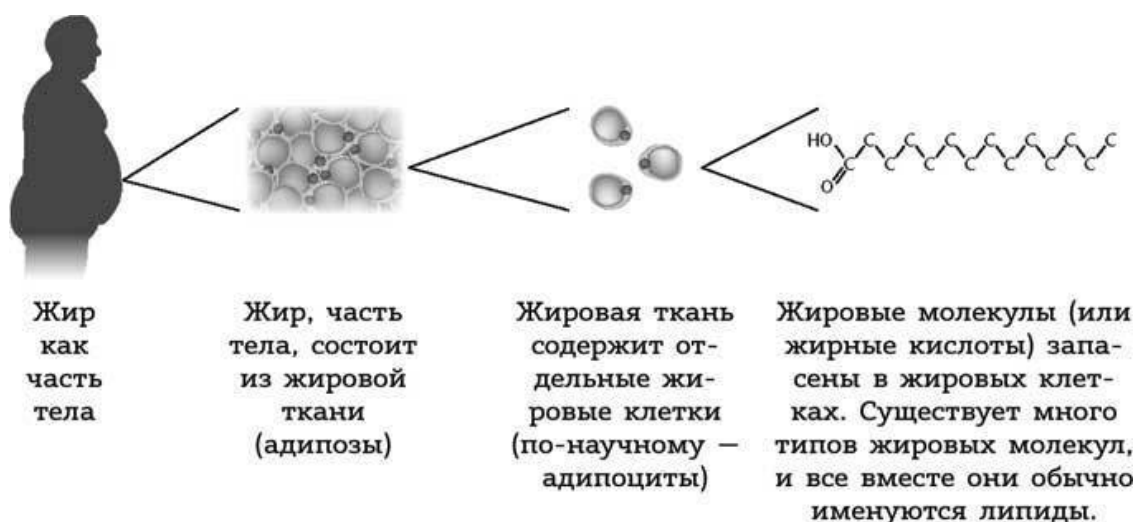 HO
O
C C C C C C C C C
C C C C C C C C C
Жир
как
часть
тела
Жир, часть
тела, состоит
из жировой
ткани
(адипозы)
Жировая ткань
содержит от-
дельные жи-
ровые клетки
(по-научному —
адипоциты)
Жировые молекулы (или
жирные кислоты) запа-
сены в жировых клет-
ках. Существует много
типов жировых молекул,
и все вместе они обычно
именуются липиды.